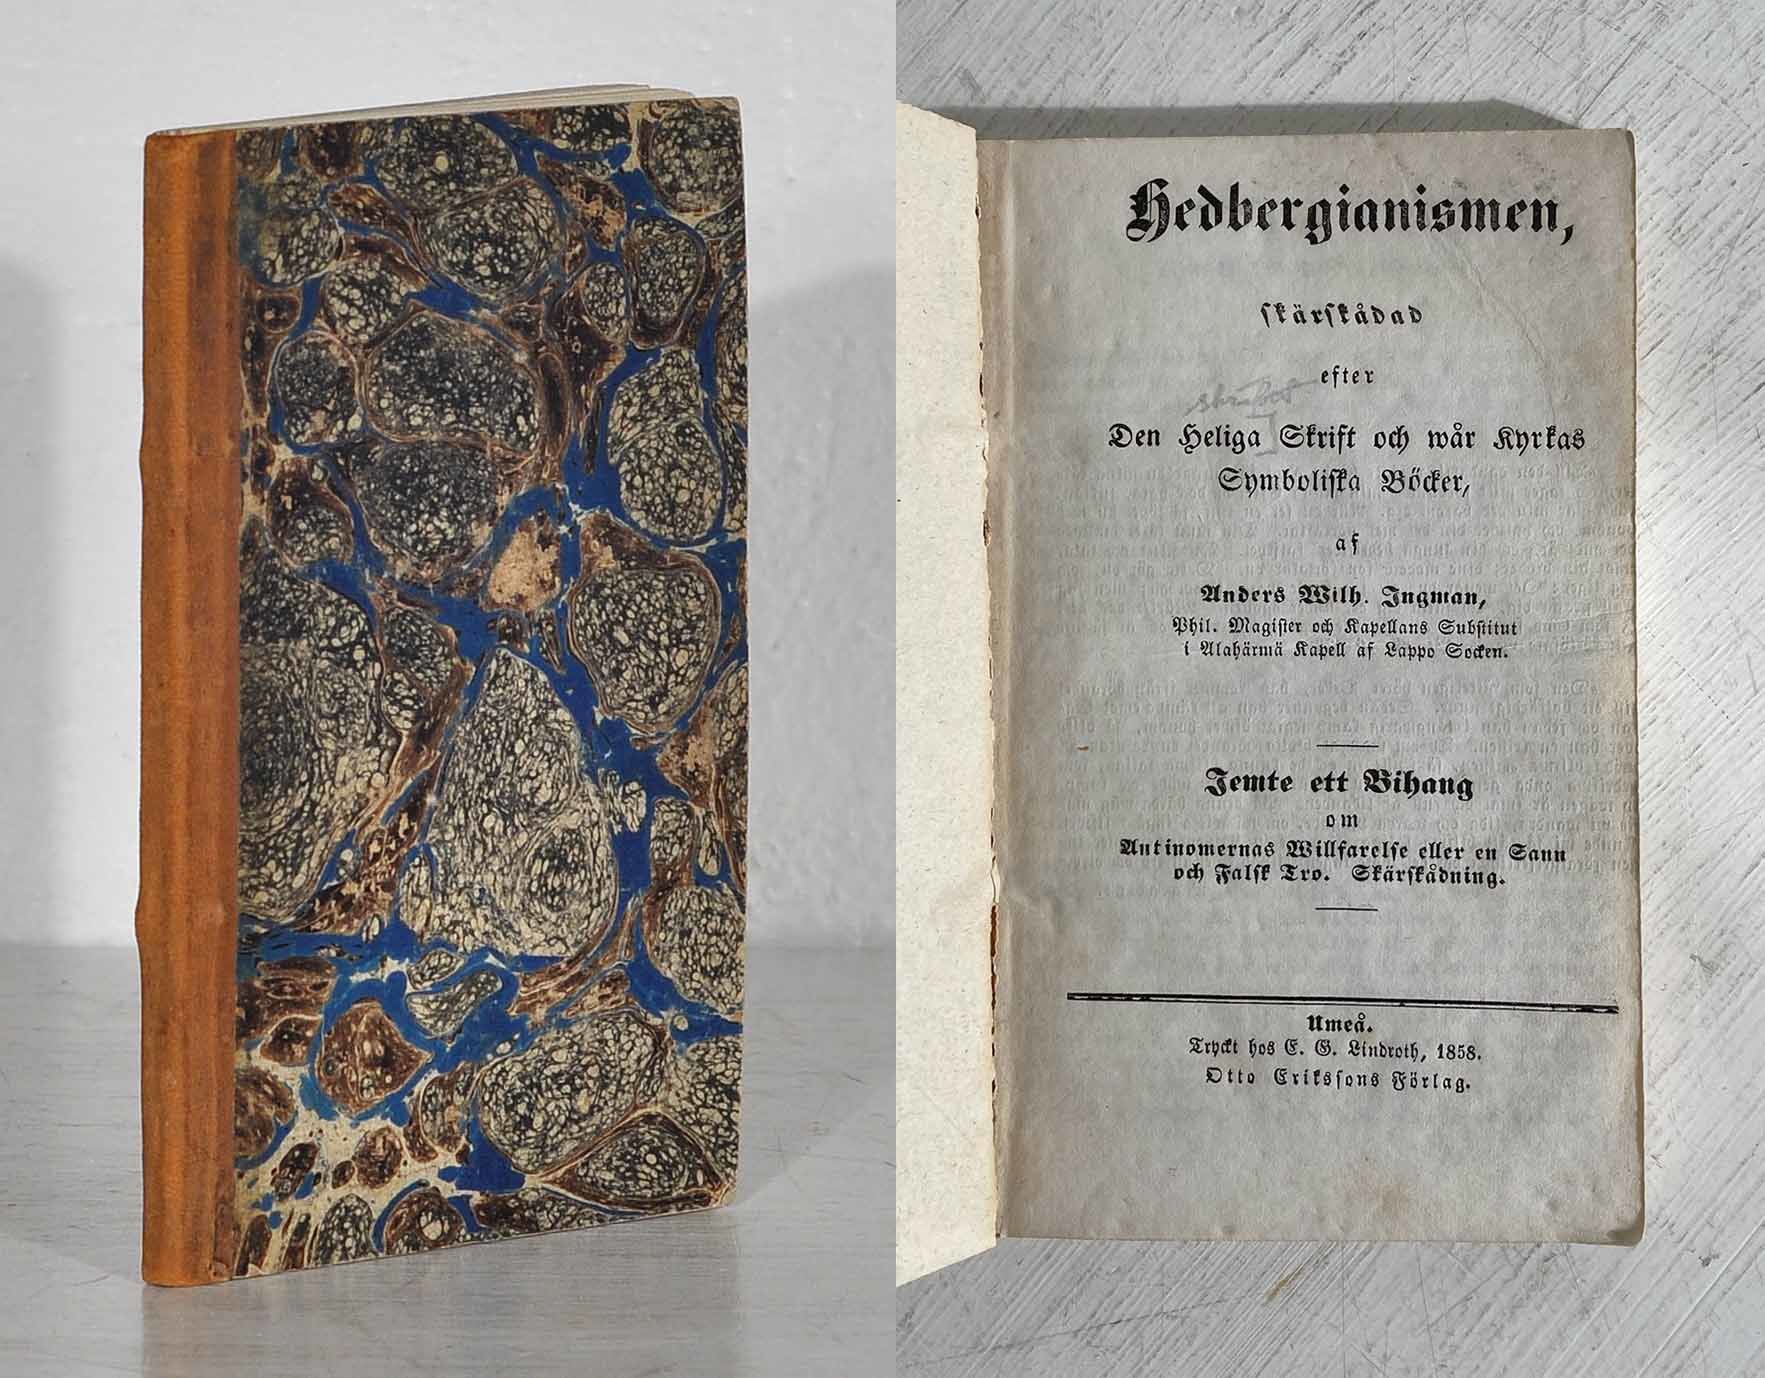 Hedbergianismen,
skärskådad
efter
Den Heliga Skrift och wår Kyrkas
Symboliska Böcker,
af
Anders Wilh. Ingman,
Phil. Magister och Kapellans Substitut
i Alahärmä Kapell af Lappo Socken.
Jemte ett Bihang
om
Antinomernas Willfarelse eller en Sann
och Falsk Tro. Skärskådning.
Umeå.
Tryckt hos E. G. Lindroth, 1858.
Otto Erikssons Förlag.